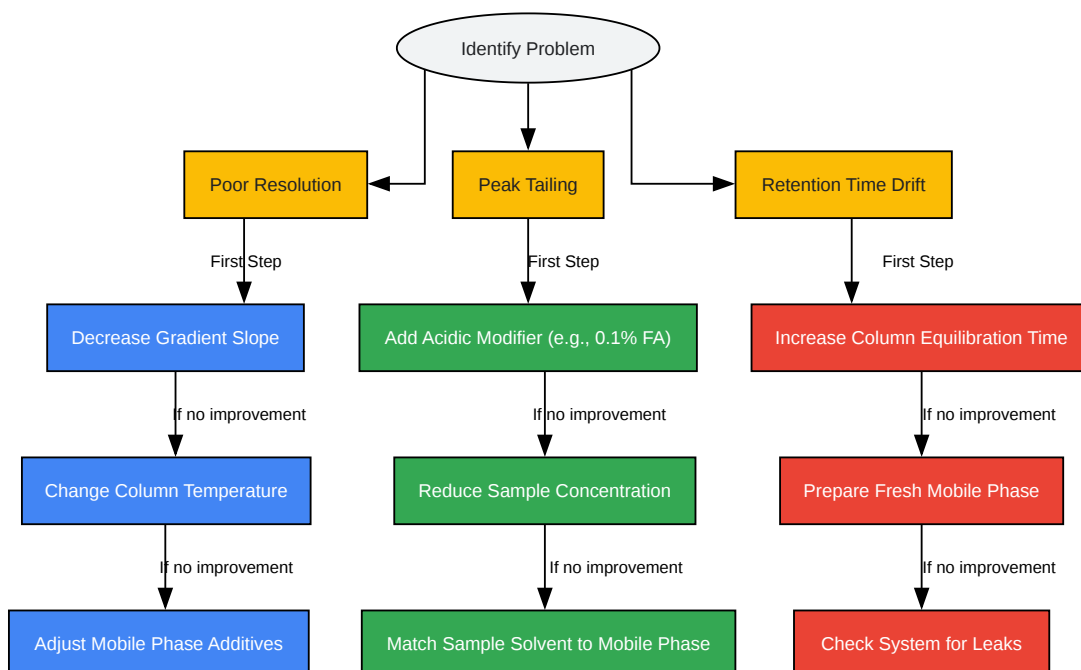 Identify Problem
Poor Resolution
Peak Tailing
Retention Time Drift
First Step
First Step
First Step
Decrease Gradient Slope
Add Acidic Modifier (e.g., 0.1% FA)
Increase Column Equilibration Time
If no improvement
If no improvement
If no improvement
Change Column Temperature
Reduce Sample Concentration
Prepare Fresh Mobile Phase
If no improvement
If no improvement
If no improvement
Adjust Mobile Phase Additives
Match Sample Solvent to Mobile Phase
Check System for Leaks